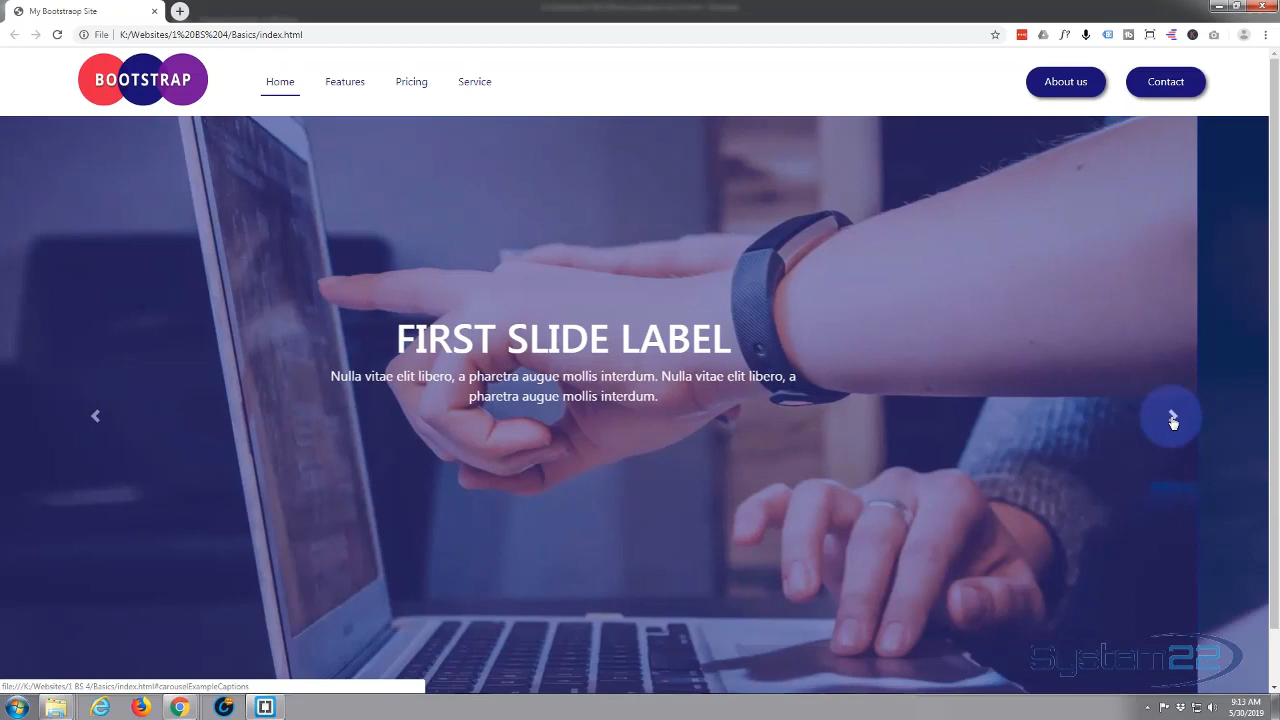 My Bootstraop Site
File
K:/Websites/1%20BS%204/Basics/index.html
BOOTSTRAP
Home
Features
Pricing
Service
About us
Contact
FIRST SLIDE LABEL
Nulla vitae elit libero, a pharetra augue mollis interdum. Nulla vitae elit libero, a
pharetra augue mollis interdum.
system22
file:///K:/Websites/1 BS 4/Basics/index.html#carouselExampleCaptions
9:13 AM
5/30/2019